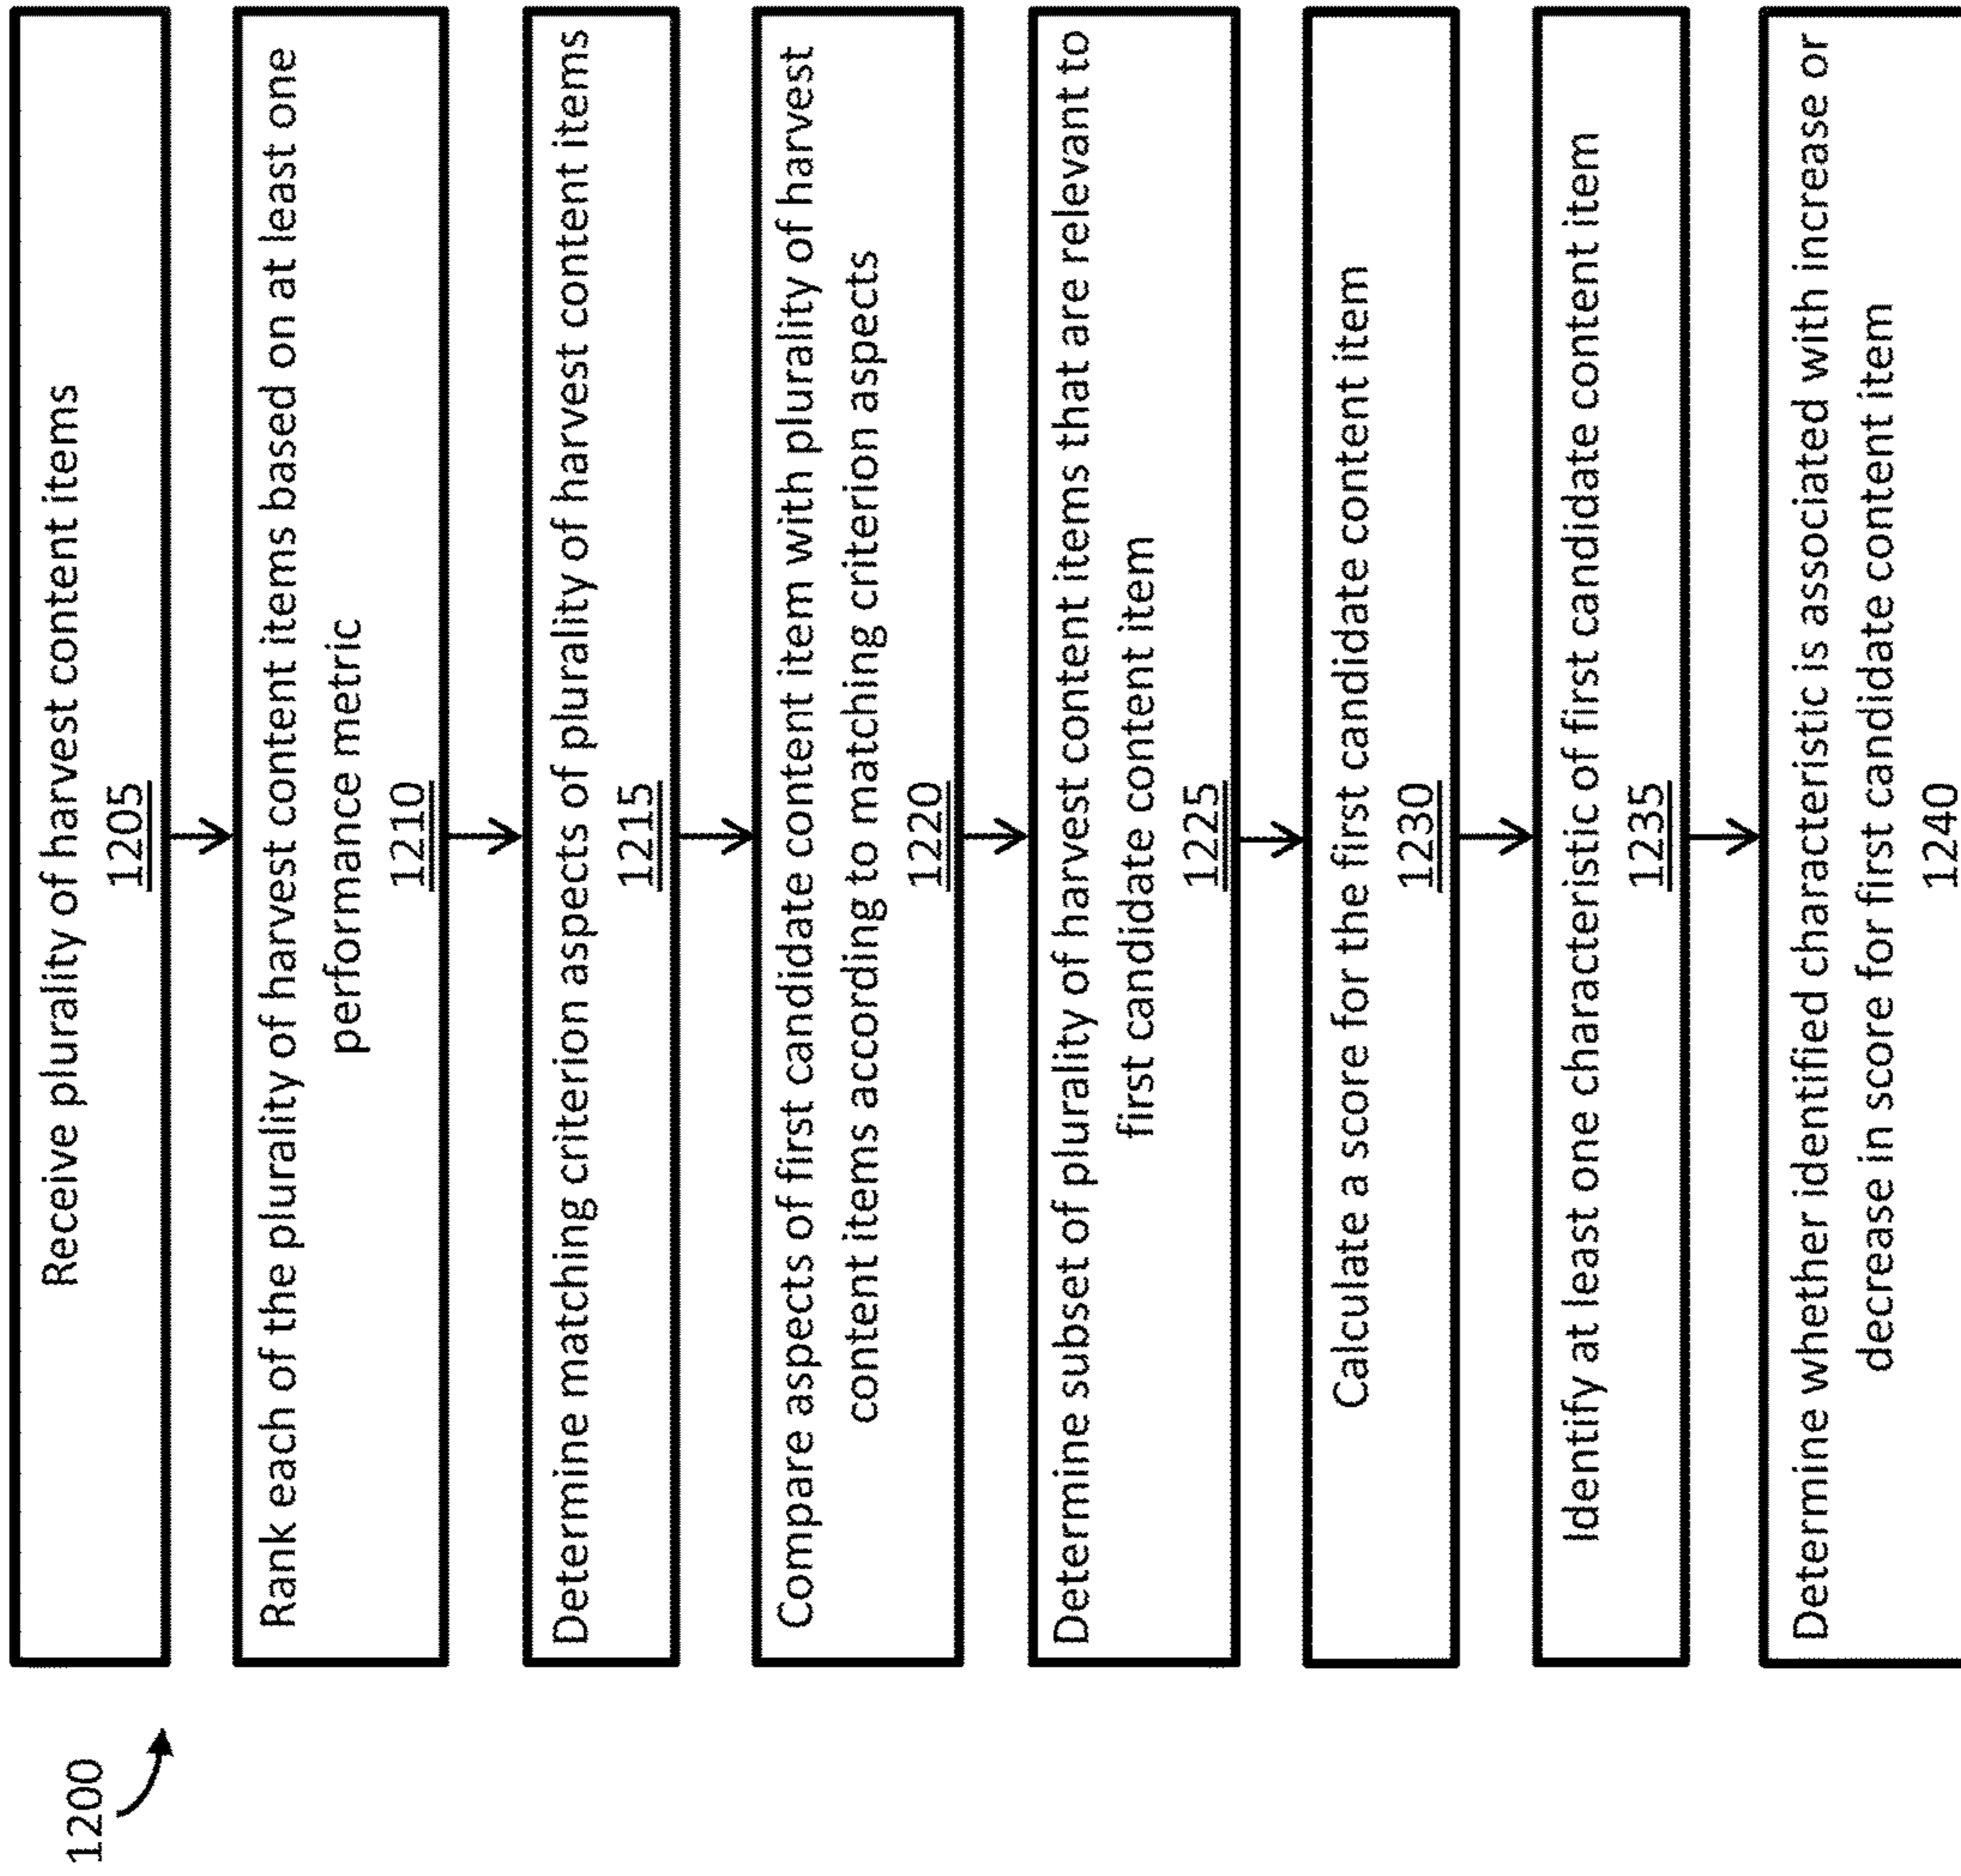 1200
Receive plurality of harvest content items
1205
Rank each of the plurality of harvest content items based on at least one
performance metric
1210
Determine matching criterion aspects of plurality of harvest content items
1215
Compare aspects of first candidate content item with plurality of harvest
content items according to matching criterion aspects
1220
Determine subset of plurality of harvest content items that are relevant to
first candidate content item
1225
Calculate a score for the first candidate content item
1230
Identify at least one characteristic of first candidate content item
1235
Determine whether identified characteristic is associated with increase or
decrease in score for first candidate content item
1240